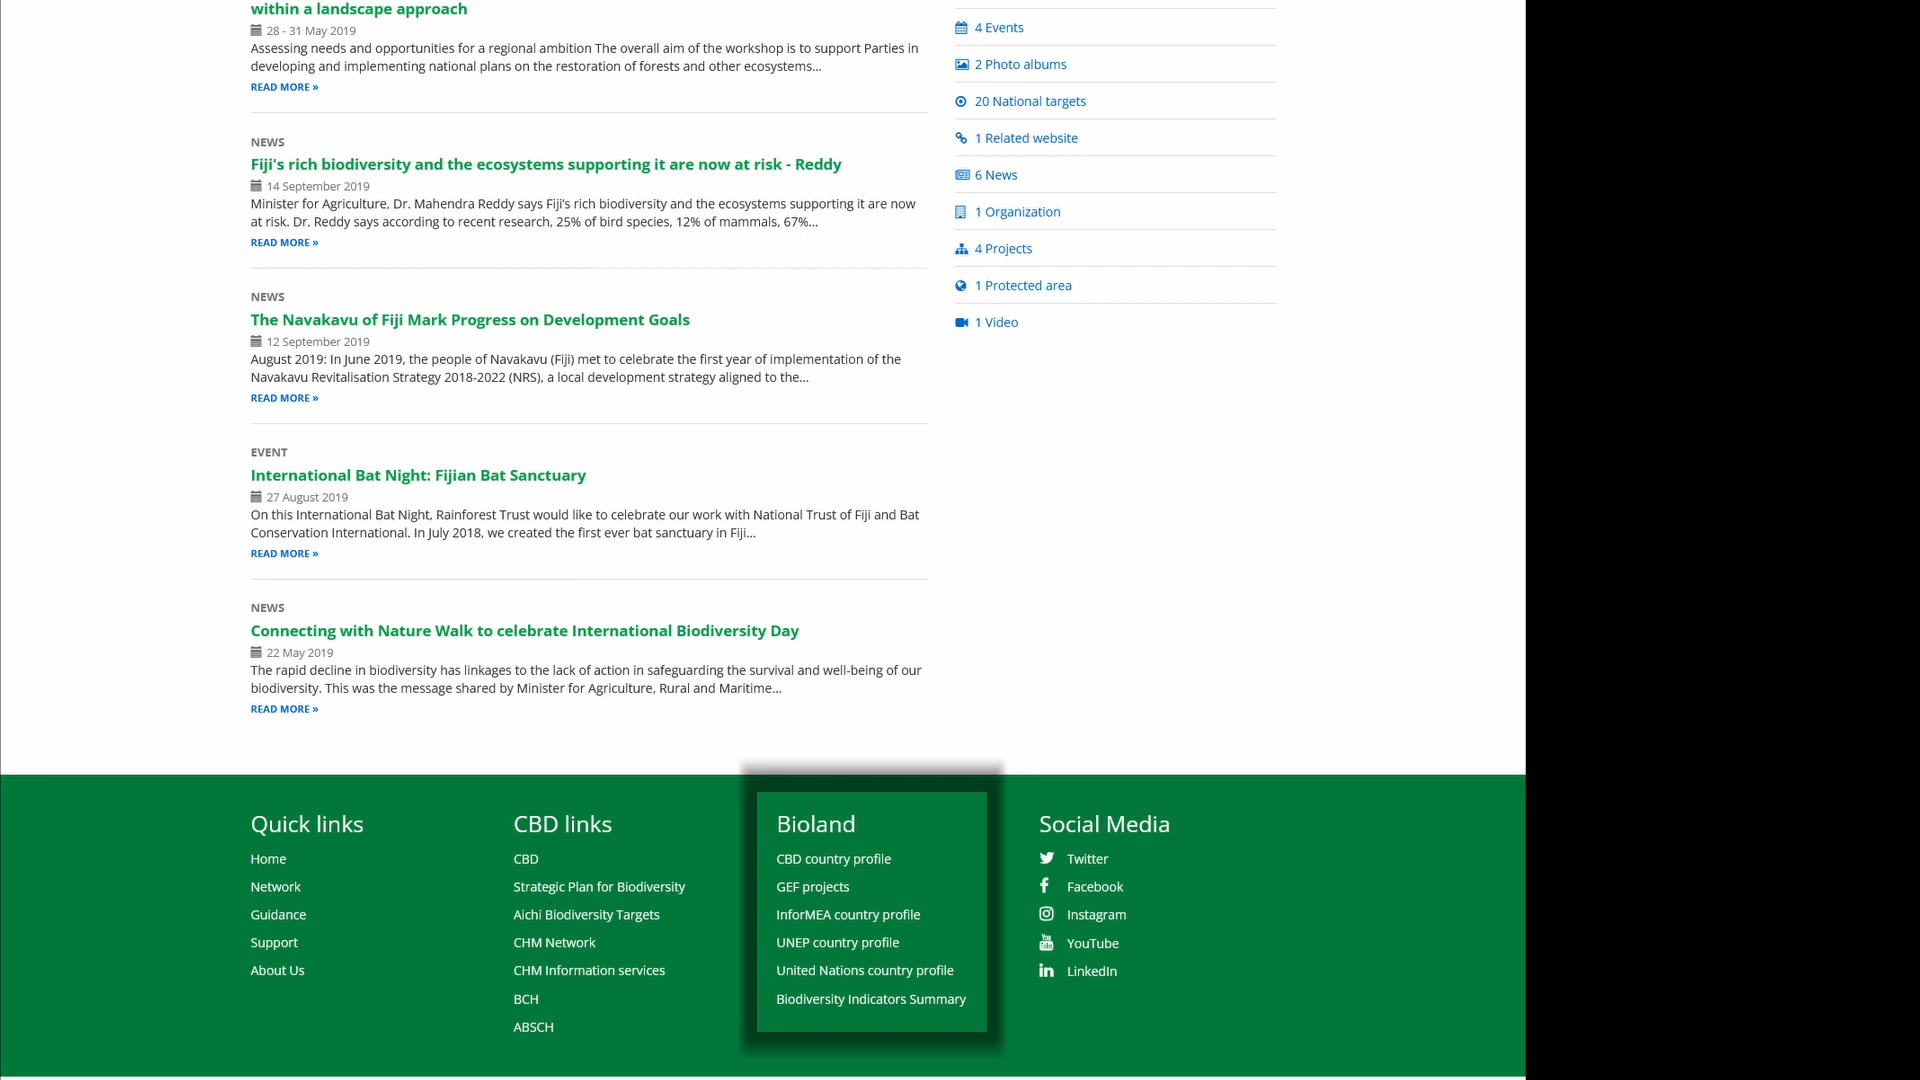 within a landscape approach
28 - 31 May 2019
Assessing needs and opportunities for a regional ambition The overall aim of the workshop is to support Parties in
developing and implementing national plans on the restoration of forests and other ecosystems...
READ MORE »
NEWS
Fiji's rich biodiversity and the ecosystems supporting it are now at risk - Reddy
14 September 2019
Minister for Agriculture, Dr. Mahendra Reddy says Fiji's rich biodiversity and the ecosystems supporting it are now
at risk. Dr. Reddy says according to recent research, 25% of bird species, 12% of mammals, 67%...
READ MORE »
NEWS
The Navakavu of Fiji Mark Progress on Development Goals
12 September 2019
August 2019: In June 2019, the people of Navakavu (Fiji) met to celebrate the first year of implementation of the
Navakavu Revitalisation Strategy 2018-2022 (NRS), a local development strategy aligned to the...
READ MORE »
EVENT
International Bat Night: Fijian Bat Sanctuary
27 August 2019
On this International Bat Night, Rainforest Trust would like to celebrate our work with National Trust of Fiji and Bat
Conservation International. In July 2018, we created the first ever bat sanctuary in Fiji...
READ MORE »
NEWS
Connecting with Nature Walk to celebrate International Biodiversity Day
22 May 2019
The rapid decline in biodiversity has linkages to the lack of action in safeguarding the survival and well-being of our
biodiversity. This was the message shared by Minister for Agriculture, Rural and Maritime...
READ MORE »
4 Events
2 Photo albums
20 National targets
1 Related website
6 News
1 Organization
4 Projects
1 Protected area
1 Video
Quick links
Home
Network
Guidance
Support
About Us
CBD links
CBD
Strategic Plan for Biodiversity
Aichi Biodiversity Targets
CHM Network
CHM Information services
BCH
ABSCH
Bioland
CBD country profile
GEF projects
InforMEA country profile
UNEP country profile
United Nations country profile
Biodiversity Indicators Summary
Social Media
Twitter
Facebook
Instagram
YouTube
LinkedIn